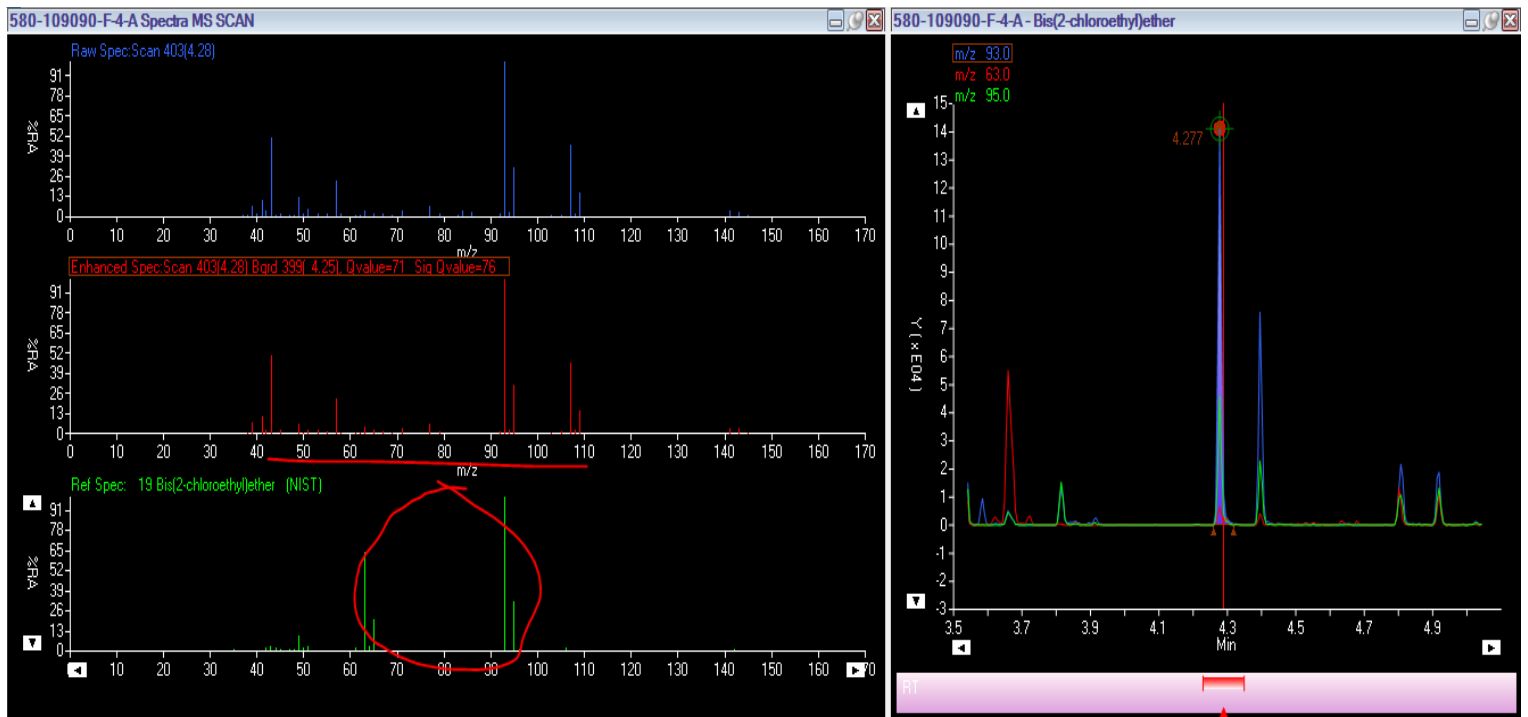 580-109090-F-4-A Spectra MS SCAN
Raw Spec:Scan 403(4.28)
91
78
65
52
39
26
13
0
%RA
0 10 20 30 40 50 60 70 80 90 100 110 120 130 140 150 160 170
m/z
Enhanced Spec:Scan 403(4.28) Bgrd 399( 4.25), Qvalue=71 Sig Qvalue=76
91
78
65
52
39
26
13
0
%RA
0 10 20 30 40 50 60 70 80 90 100 110 120 130 140 150 160 170
m/z
Ref Spec: 19 Bis(2-chloroethyl)ether (NIST)
91
78
65
52
39
26
13
0
%RA
10 20 30 40 50 60 70 80 90 100 110 120 130 140 150 160 70
580-109090-F-4-A - Bis(2-chloroethyl)ether
m/z 93.0
m/z 63.0
m/z 95.0
15
14
13
12
11
10
9
8
7
6
5
4
3
2
1
0
-1
-2
-3
Y ( x E04 )
4.277
3.5 3.7 3.9 4.1 4.3 4.5 4.7 4.9
Min
RT